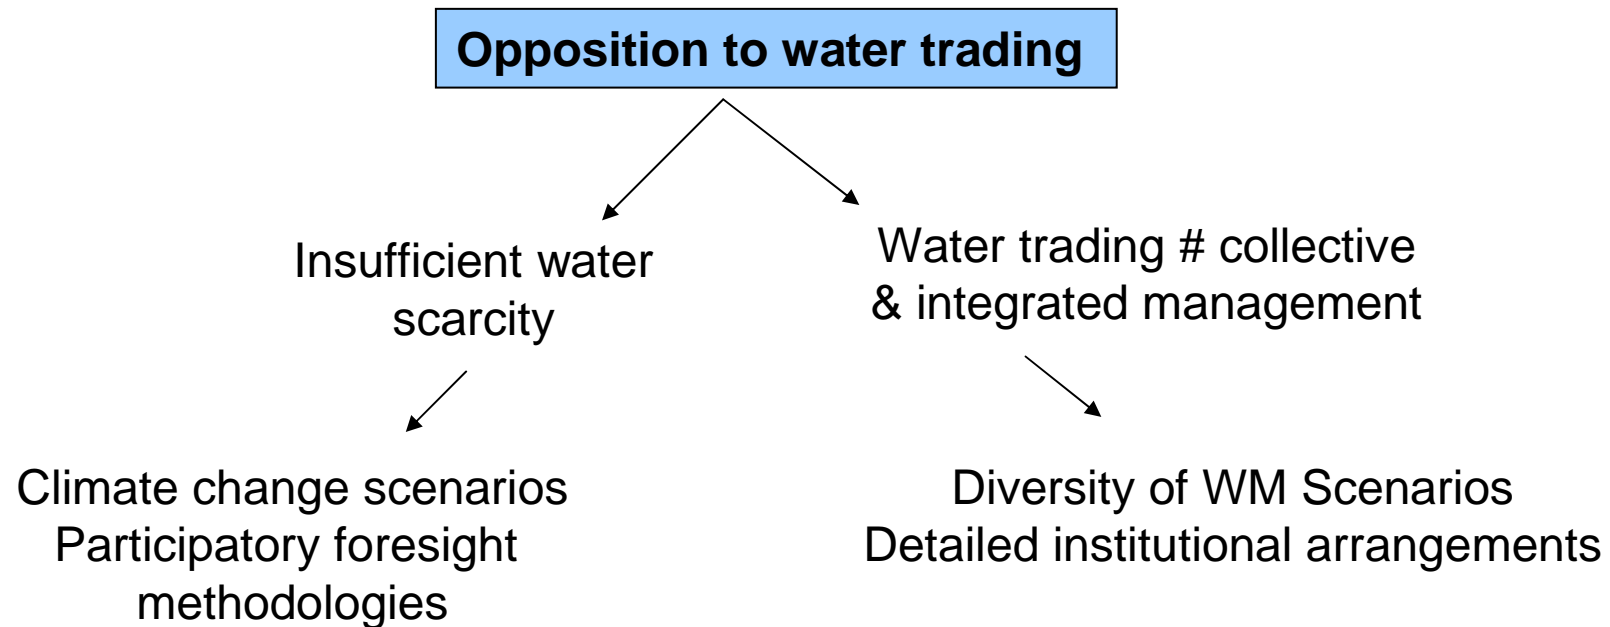 Opposition to water trading
Insufficient water
scarcity
Water trading # collective
& integrated management
Climate change scenarios
Participatory foresight
methodologies
Diversity of WM Scenarios
Detailed institutional arrangements